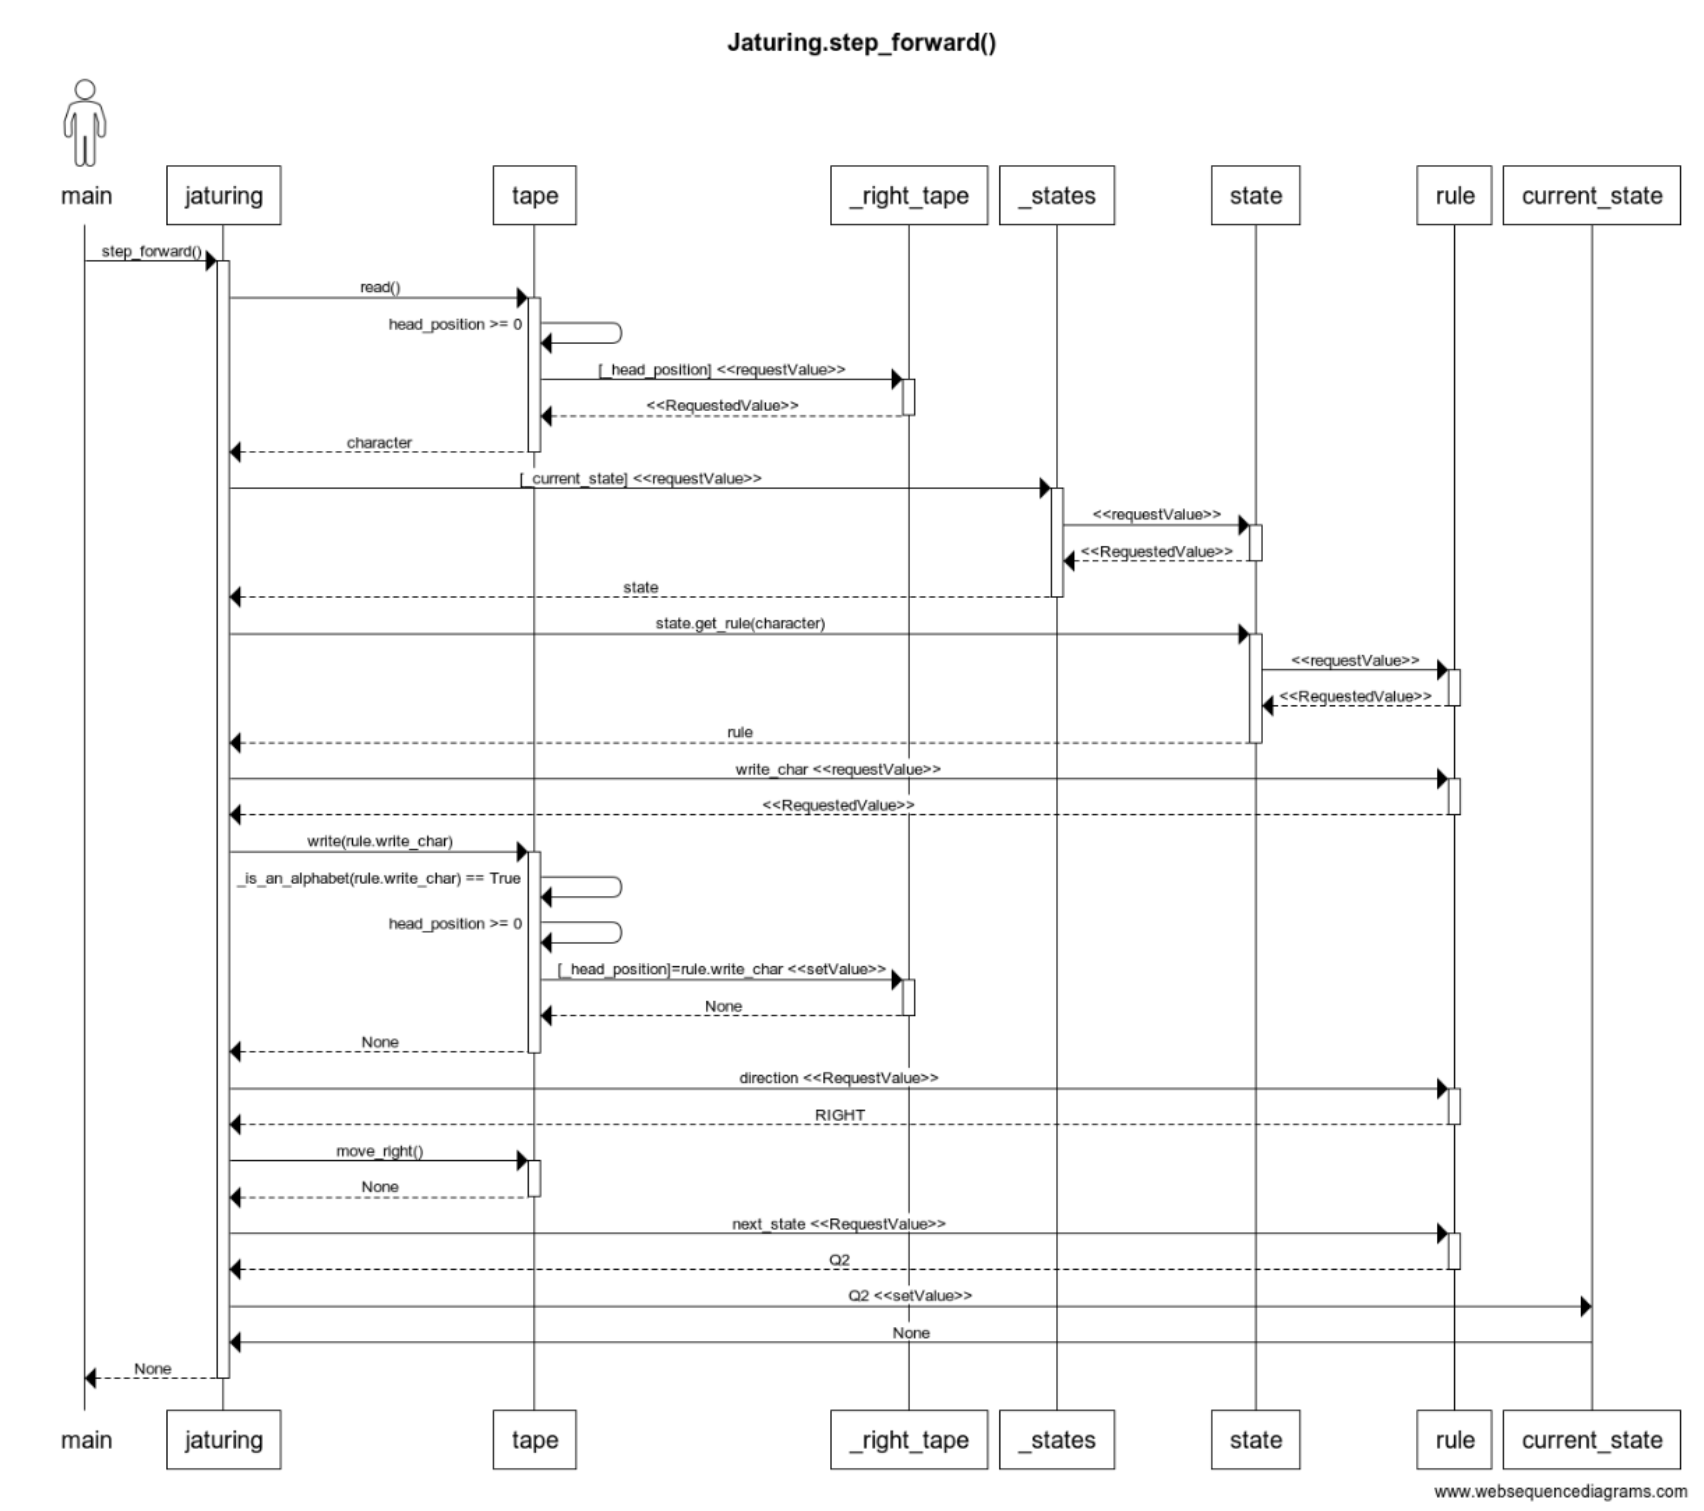 Jaturing.step_forward()
main
jaturing
tape
_right_tape
_states
state
rule
current_state
step_forward()
read()
head_position >= 0
[_head_position] <<requestValue>>
<<RequestedValue>>
character
[_current_state] <<requestValue>>
<<requestValue>>
<<RequestedValue>>
state
state.get_rule(character)
<<requestValue>>
<<RequestedValue>>
rule
write_char <<requestValue>>
<<RequestedValue>>
write(rule.write_char)
_is_an_alphabet(rule.write_char) == True
head_position >= 0
[_head_position]=rule.write_char <<setValue>>
None
None
direction <<RequestValue>>
RIGHT
move_right()
None
next_state <<RequestValue>>
Q2
Q2 <<setValue>>
None
None
main
jaturing
tape
_right_tape
_states
state
rule
current_state
www.websequencediagrams.com